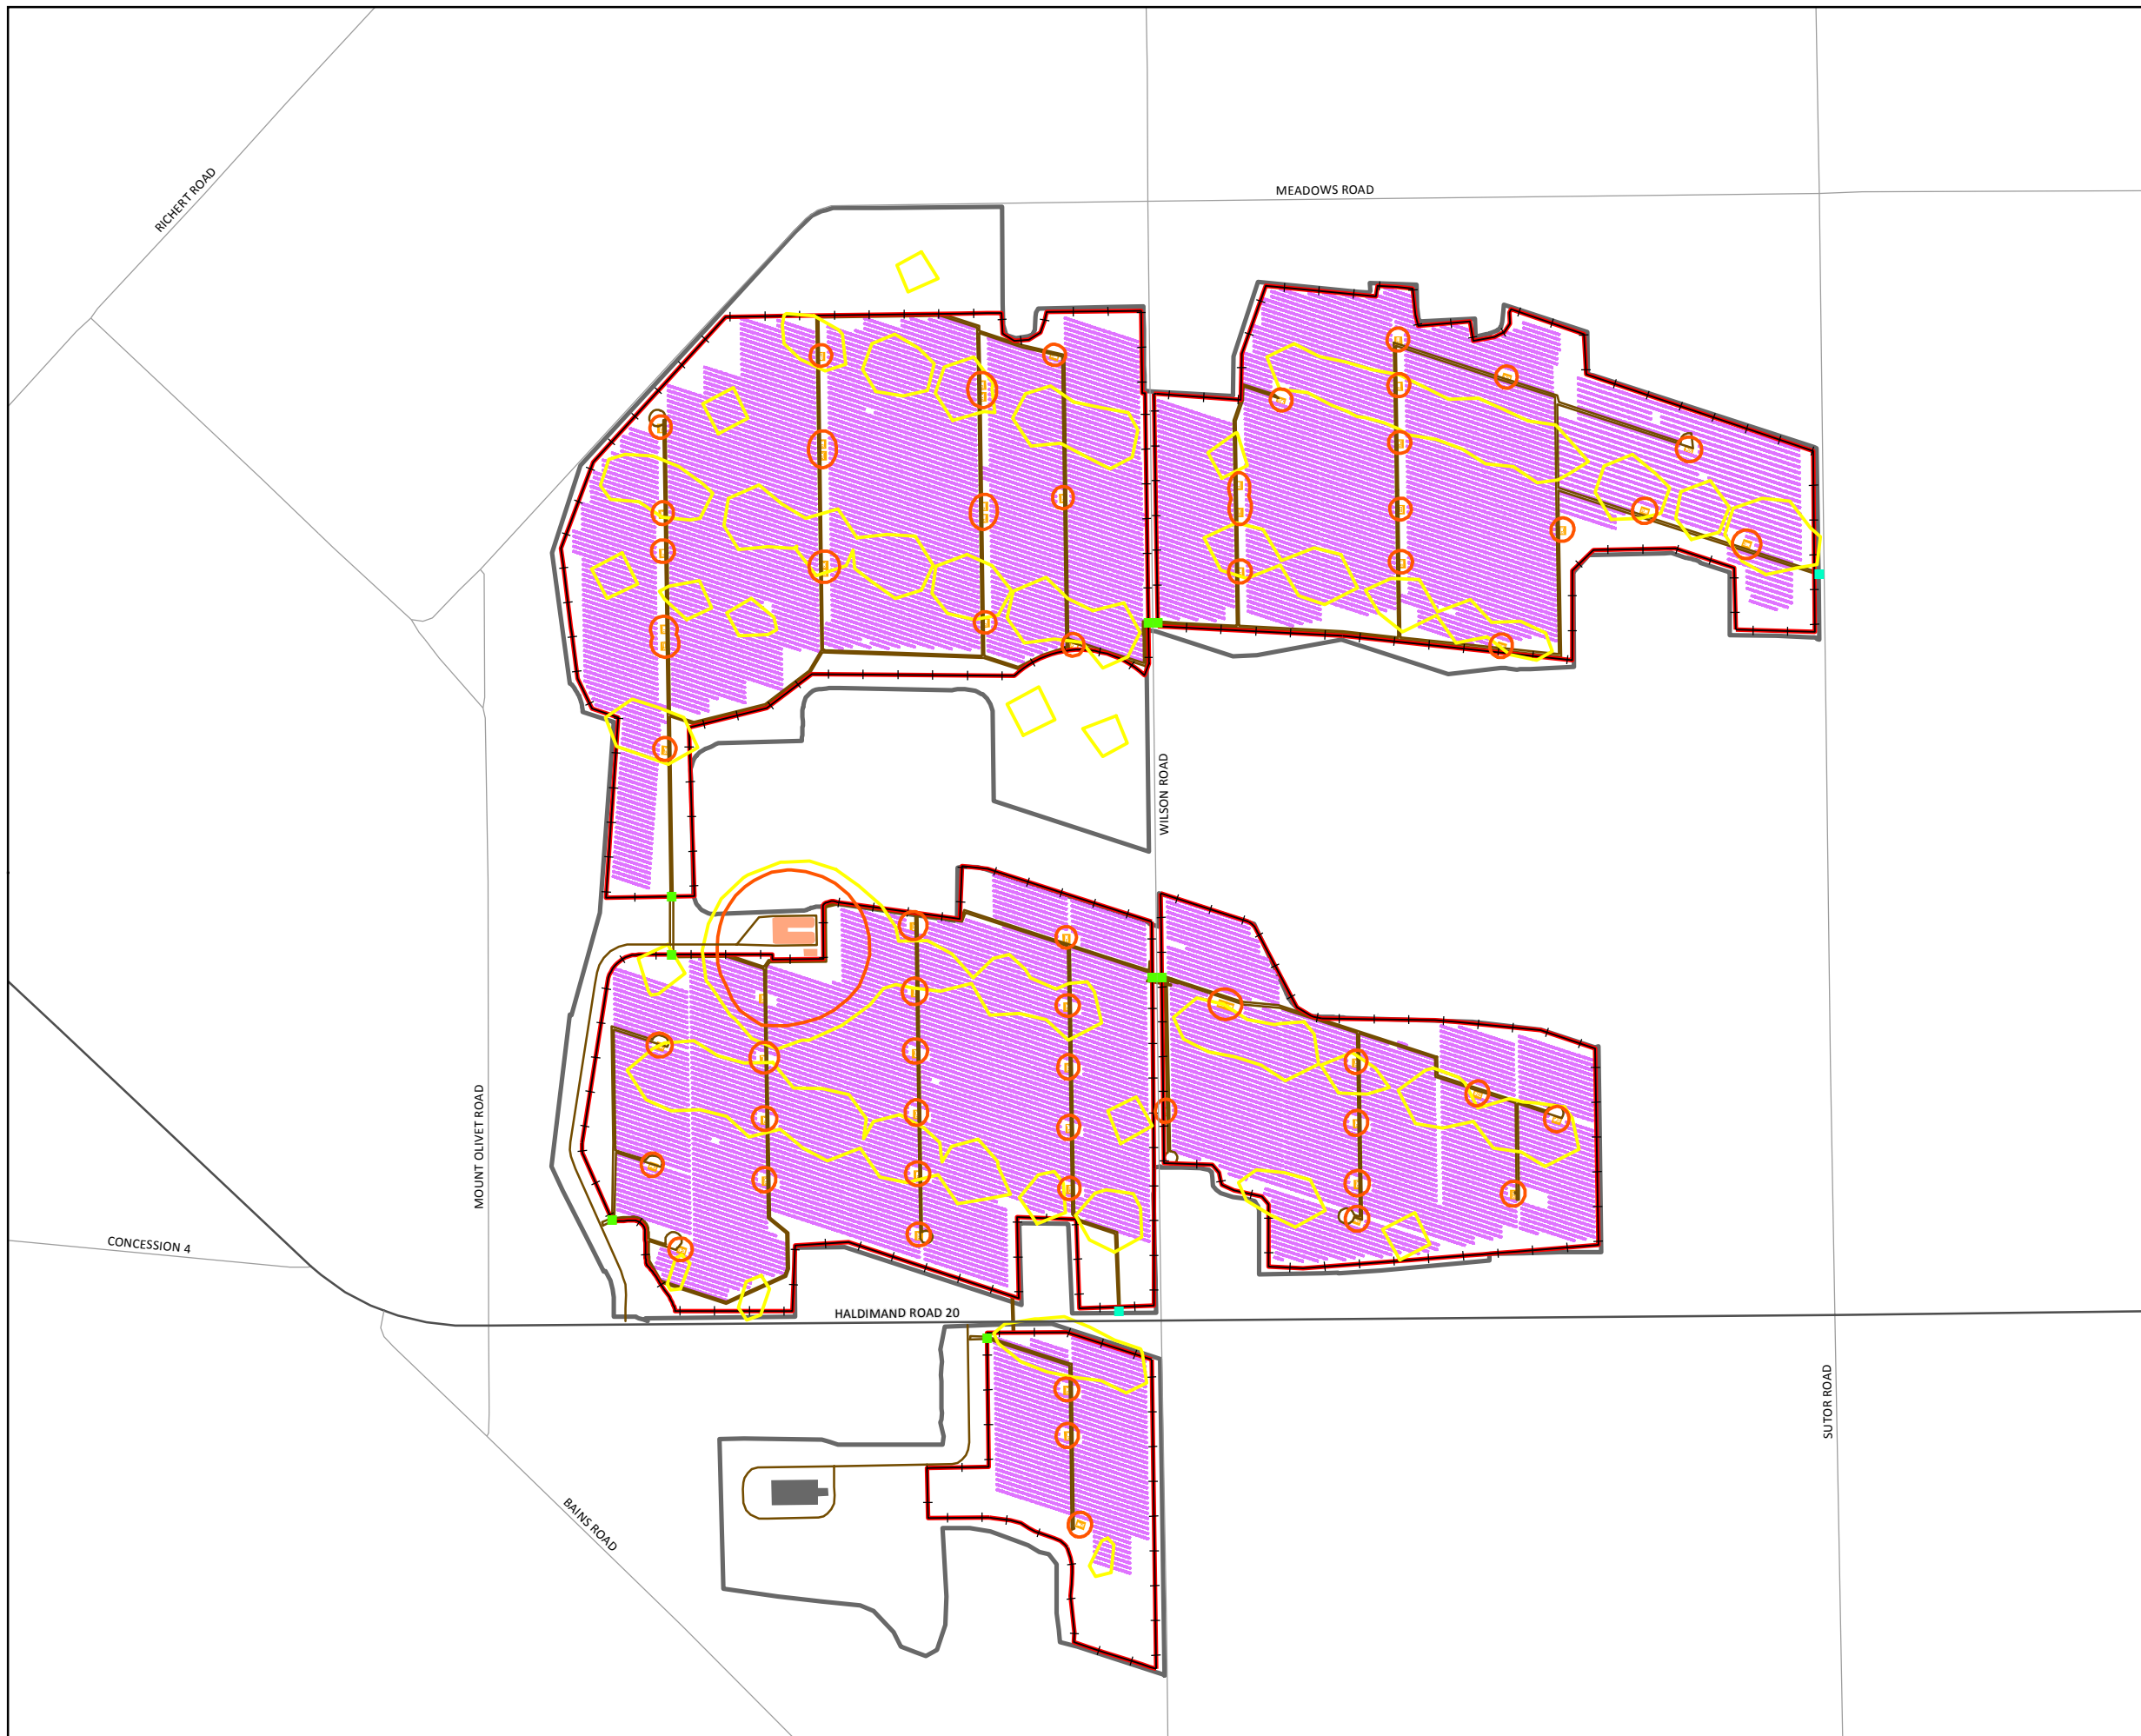 RICHERT ROAD
MEADOWS ROAD
WILSON ROAD
MOUNT OLIVET ROAD
CONCESSION 4
HALDIMAND ROAD 20
SUTOR ROAD
BAINS ROAD